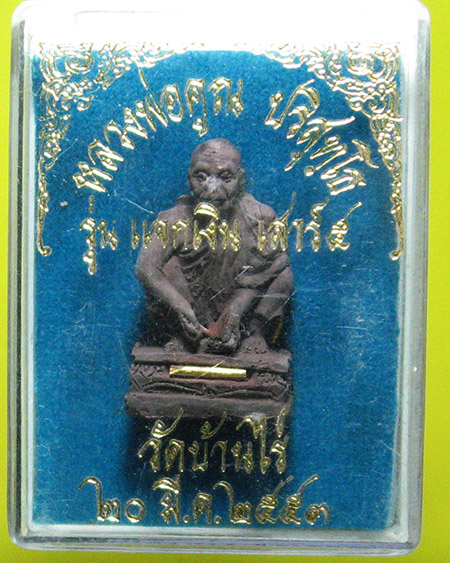 หลวงพ่อคูณ ปริสุทฺโธ
รุ่น แจกเงิน เสาร์ ๕
วัดบ้านไร่
๒๐ มี.ค.๒๕๕๓